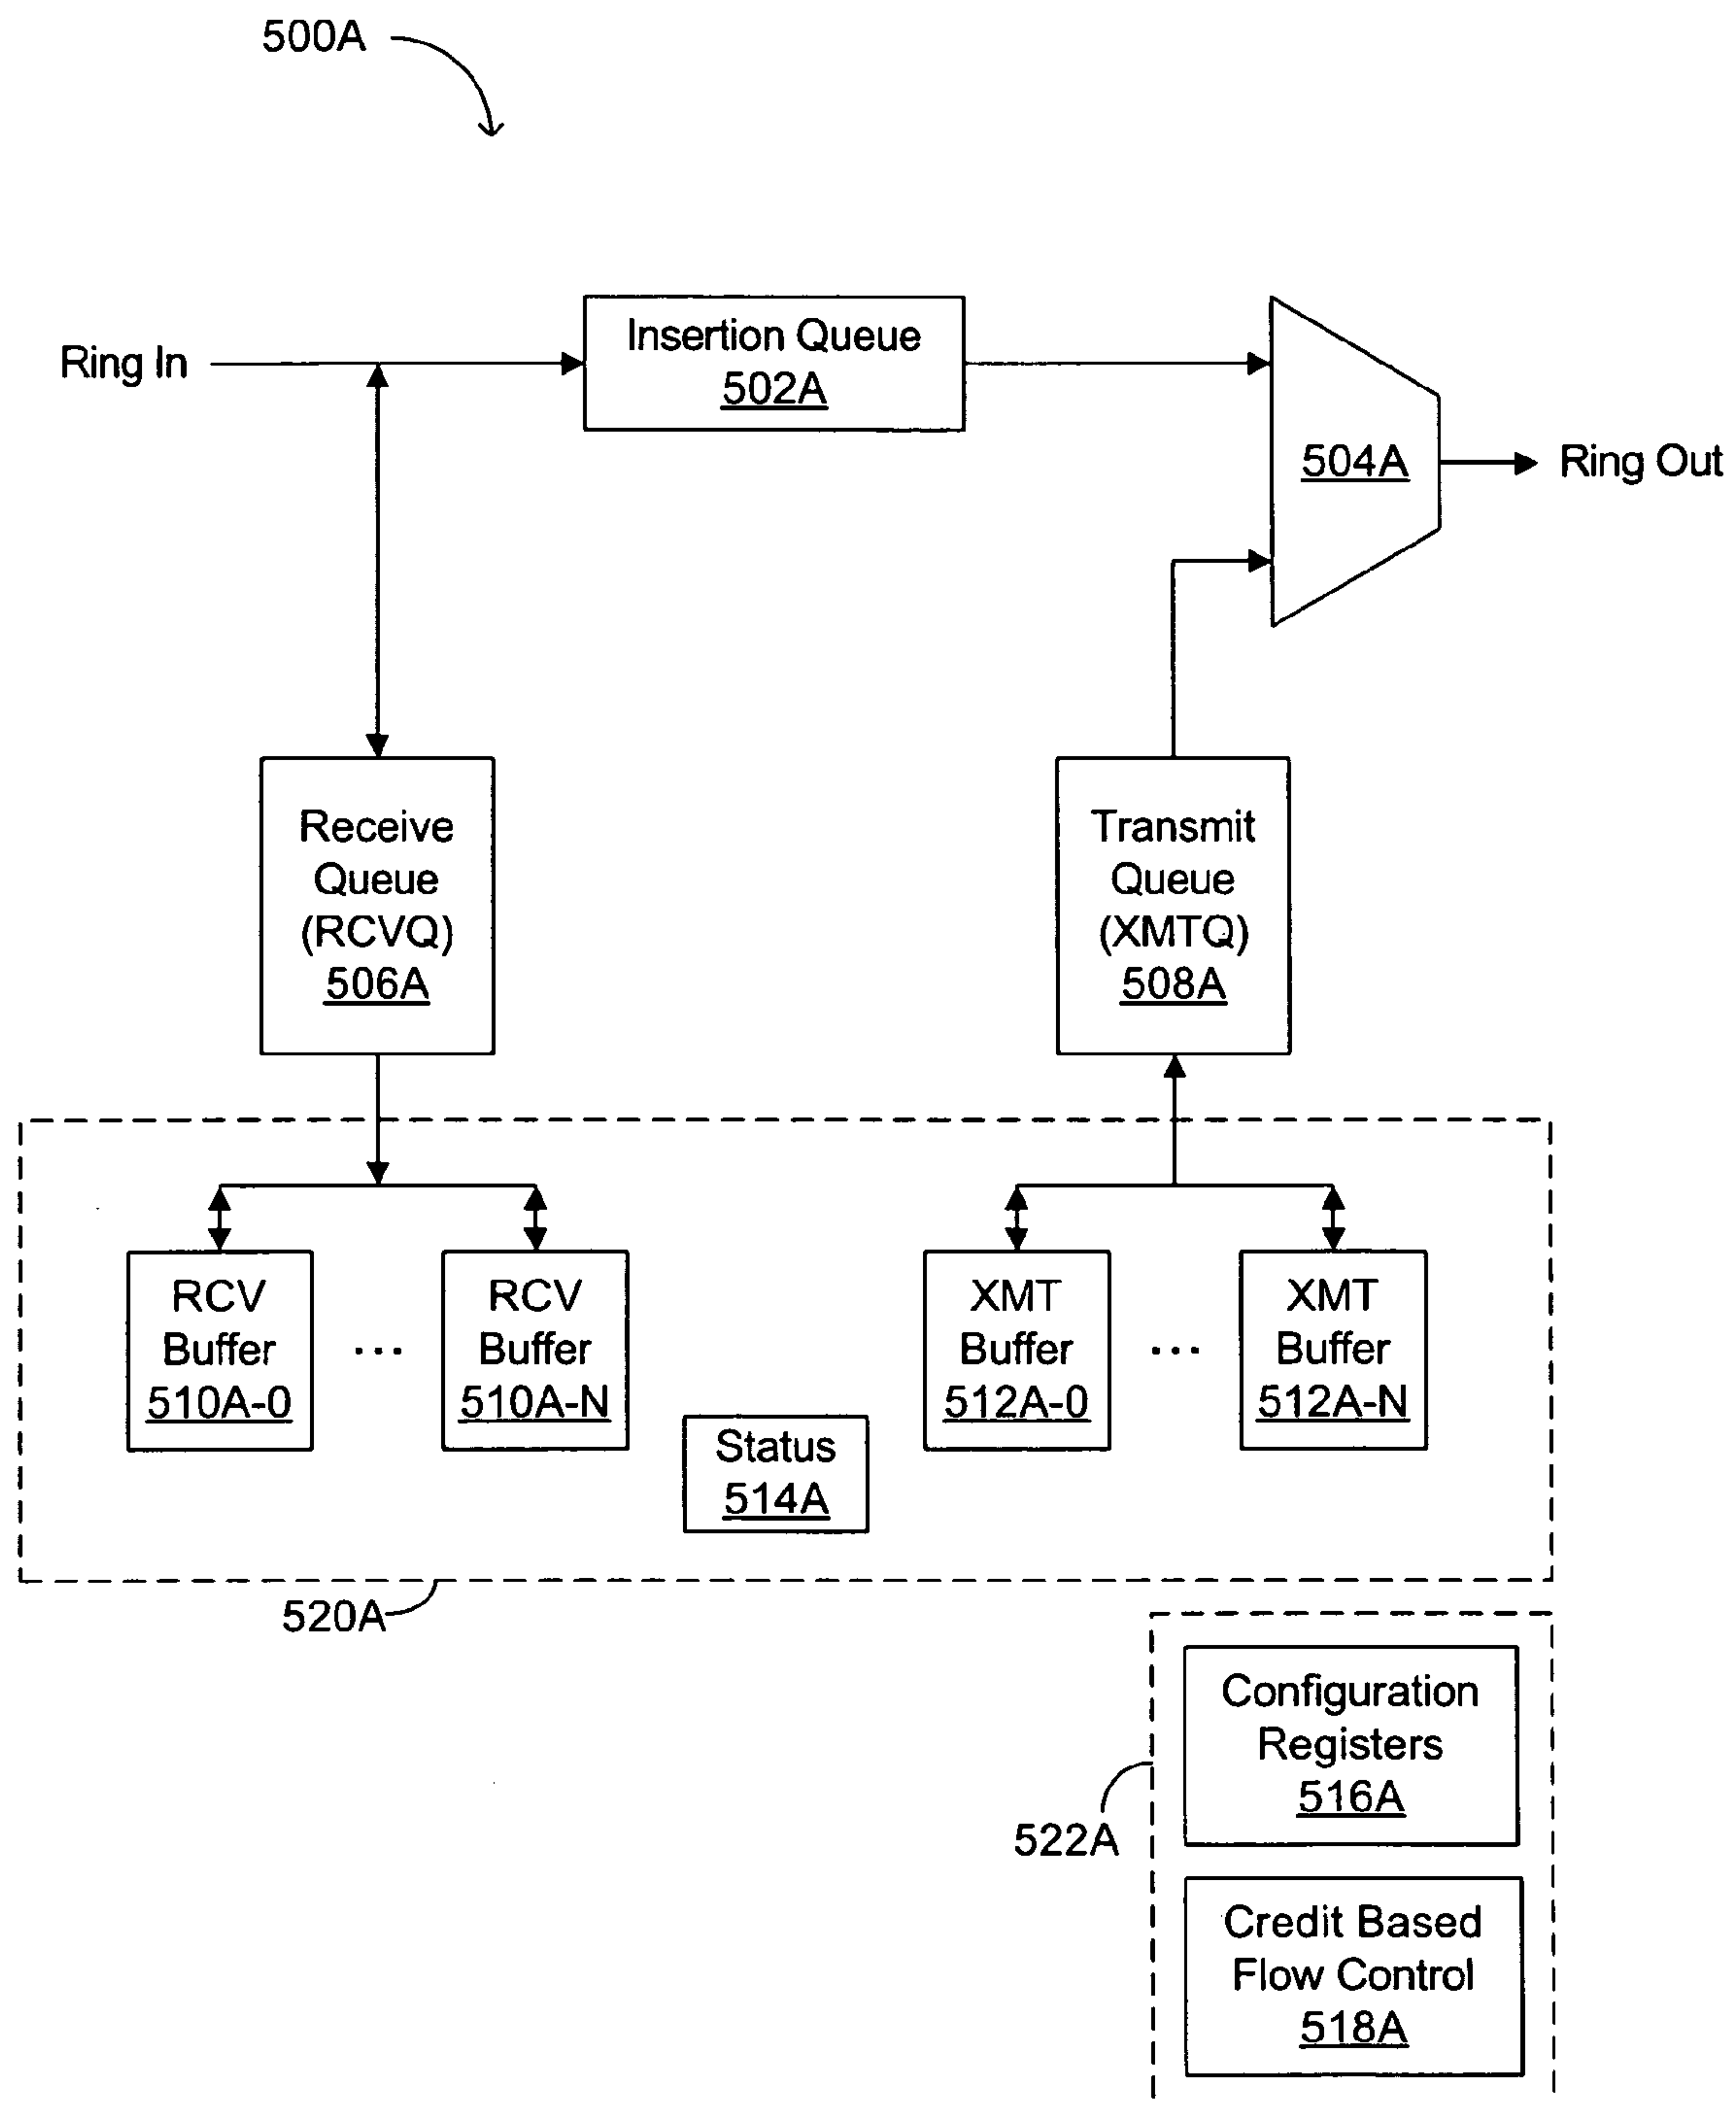 500A
Insertion Queue
502A
Ring In
504A
Ring Out
Receive
Queue
(RCVQ)
506A
Transmit
Queue
(XMTQ)
508A
RCV
Buffer
510A-0
...
RCV
Buffer
510A-N
Status
514A
XMT
Buffer
512A-0
...
XMT
Buffer
512A-N
520A
522A
Configuration
Registers
516A
Credit Based
Flow Control
518A